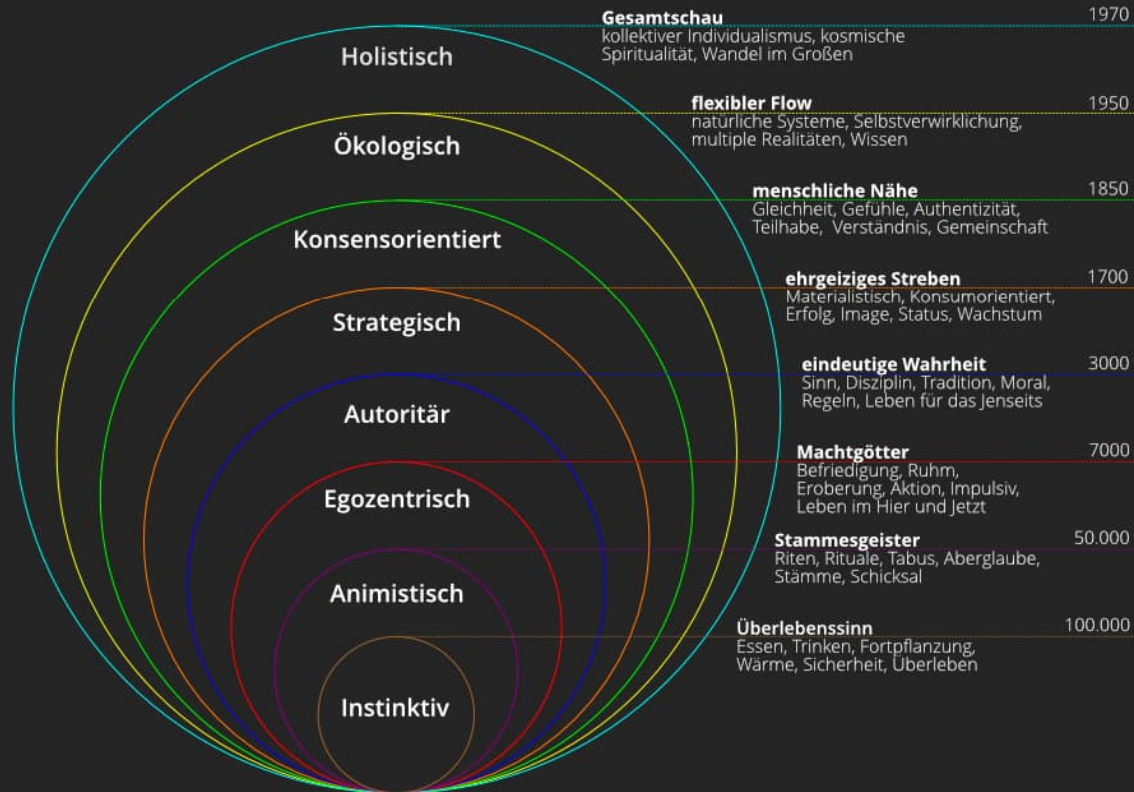 Gesamtschau
1970
kollektiver Individualismus, kosmische
Spiritualität, Wandel im Großen
Holistisch
flexibler Flow
1950
natürliche Systeme, Selbstverwirklichung,
multiple Realitäten, Wissen
Ökologisch
menschliche Nähe
1850
Gleichheit, Gefühle, Authentizität,
Teilhabe, Verständnis, Gemeinschaft
Konsensorientiert
ehrgeiziges Streben
1700
Materialistisch, Konsumorientiert,
Erfolg, Image, Status, Wachstum
Strategisch
eindeutige Wahrheit
3000
Sinn, Disziplin, Tradition, Moral,
Regeln, Leben für das Jenseits
Autoritär
Machtgötter
7000
Befriedigung, Ruhm,
Eroberung, Aktion, Impulsiv,
Leben im Hier und Jetzt
Egozentrisch
Stammesgeister
50.000
Riten, Rituale, Tabus, Aberglaube,
Stämme, Schicksal
Animistisch
Überlebenssinn
100.000
Essen, Trinken, Fortpflanzung,
Wärme, Sicherheit, Überleben
Instinktiv